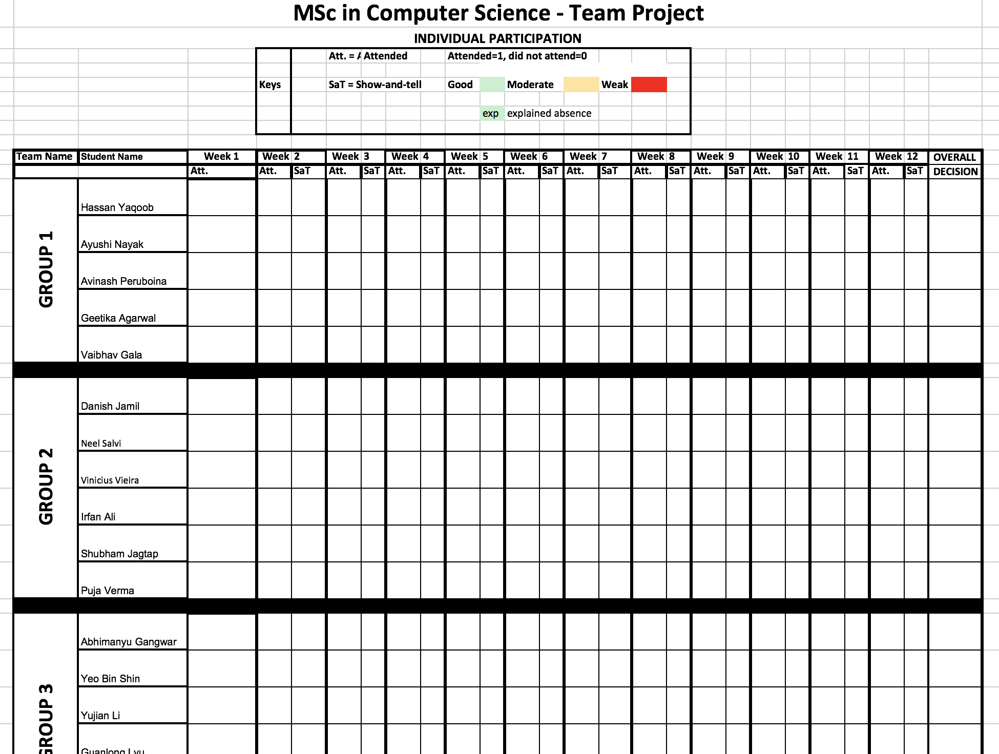 MSc in Computer Science - Team Project
INDIVIDUAL PARTICIPATION
Att. = Attended Attended=1, did not attend=0
Keys SaT = Show-and-tell Good Moderate Weak
exp explained absence
Team Name Student Name Week 1 Week 2 Week 3 Week 4 Week 5 Week 6 Week 7 Week 8 Week 9 Week 10 Week 11 Week 12 OVERALL
Att. Att. SaT Att. SaT Att. SaT Att. SaT Att. SaT Att. SaT Att. SaT Att. SaT Att. SaT Att. SaT Att. SaT DECISION
GROUP 1
Hassan Yaqoob
Ayushi Nayak
Avinash Peruboina
Geetika Agarwal
Vaibhav Gala
GROUP 2
Danish Jamil
Neel Salvi
Vinicius Vieira
Irfan Ali
Shubham Jagtap
Puja Verma
GROUP 3
Abhimanyu Gangwar
Yeo Bin Shin
Yujian Li
Guanlong Lyu